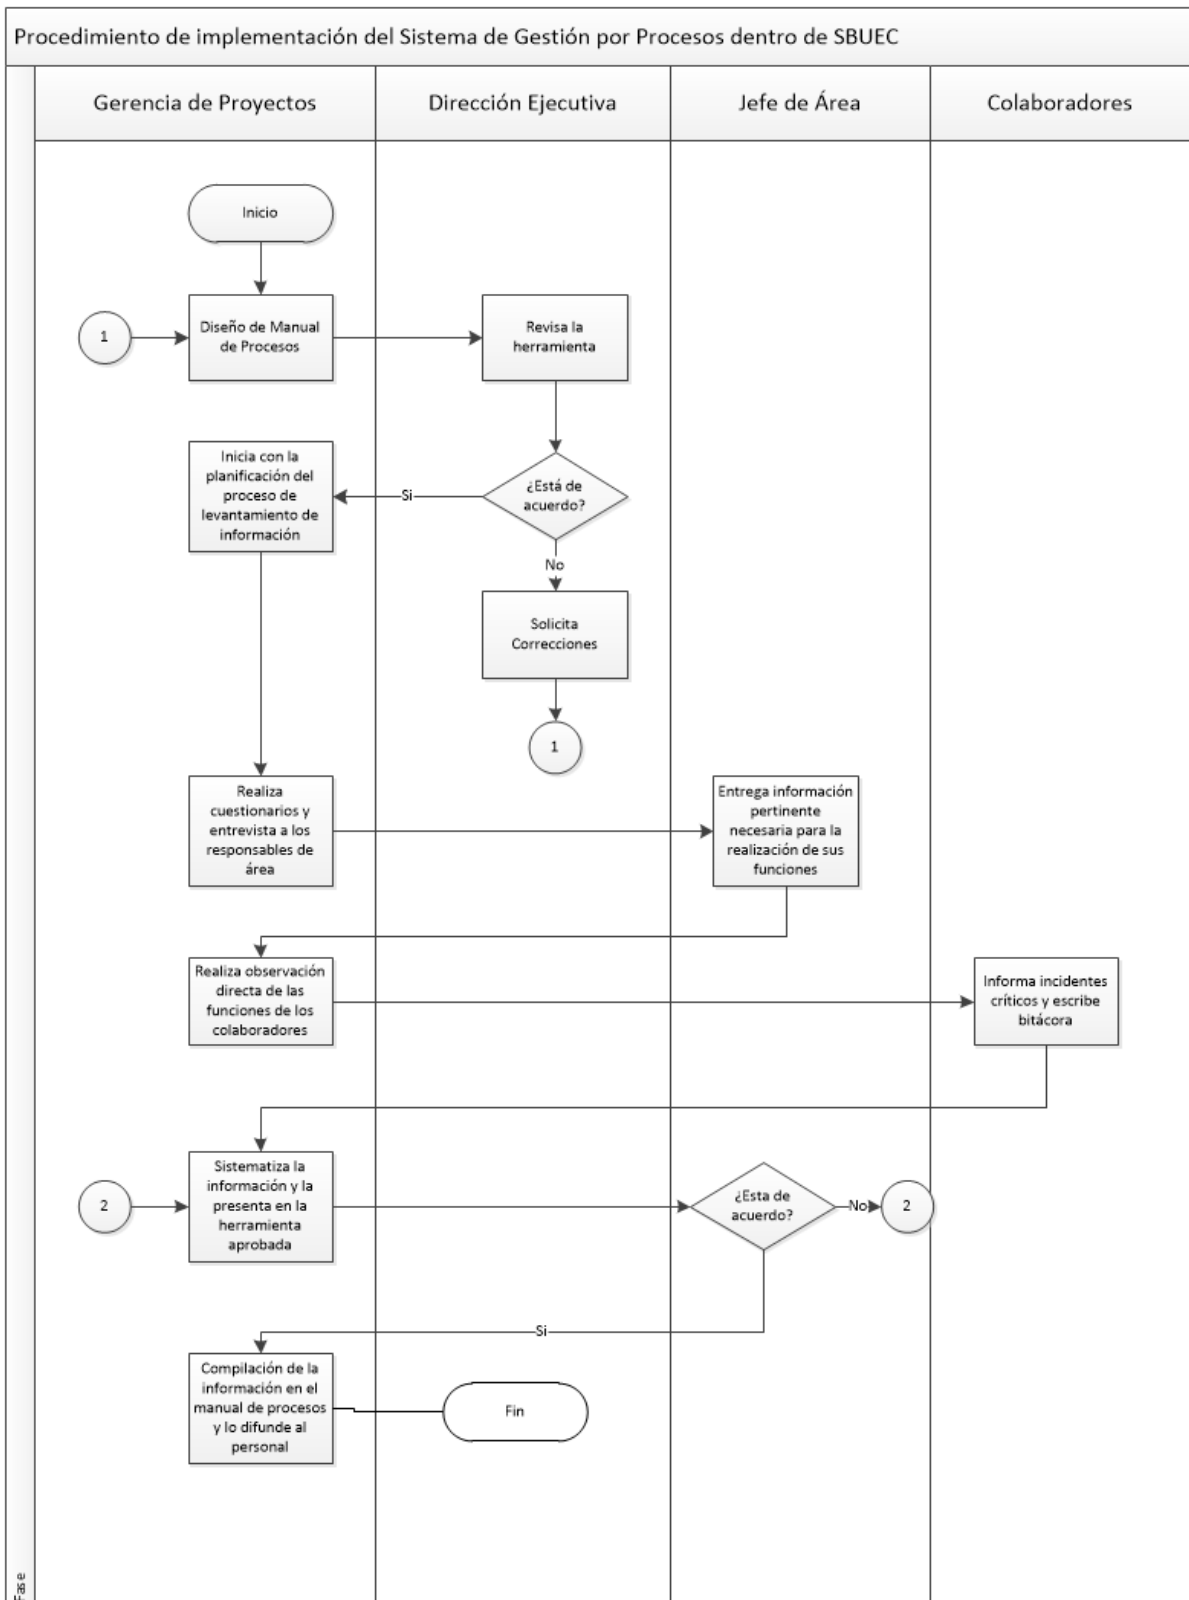 Procedimiento de implementación del Sistema de Gestión por Procesos dentro de SBUEC
Gerencia de Proyectos
Dirección Ejecutiva
Jefe de Área
Colaboradores
Inicio
1
Diseño de Manual
de Procesos
Revisa la
herramienta
Inicia con la
planificación del
proceso de
levantamiento de
información
Si
¿Está de
acuerdo?
No
Solicita
Correcciones
1
Realiza
cuestionarios y
entrevista a los
responsables de
área
Entrega información
pertinente
necesaria para la
realización de sus
funciones
Realiza observación
directa de las
funciones de los
colaboradores
Informa incidentes
críticos y escribe
bitácora
2
Sistematiza la
información y la
presenta en la
herramienta
aprobada
¿Esta de
acuerdo?
No
2
Si
Compilación de la
información en el
manual de procesos
y lo difunde al
personal
Fin
Fase